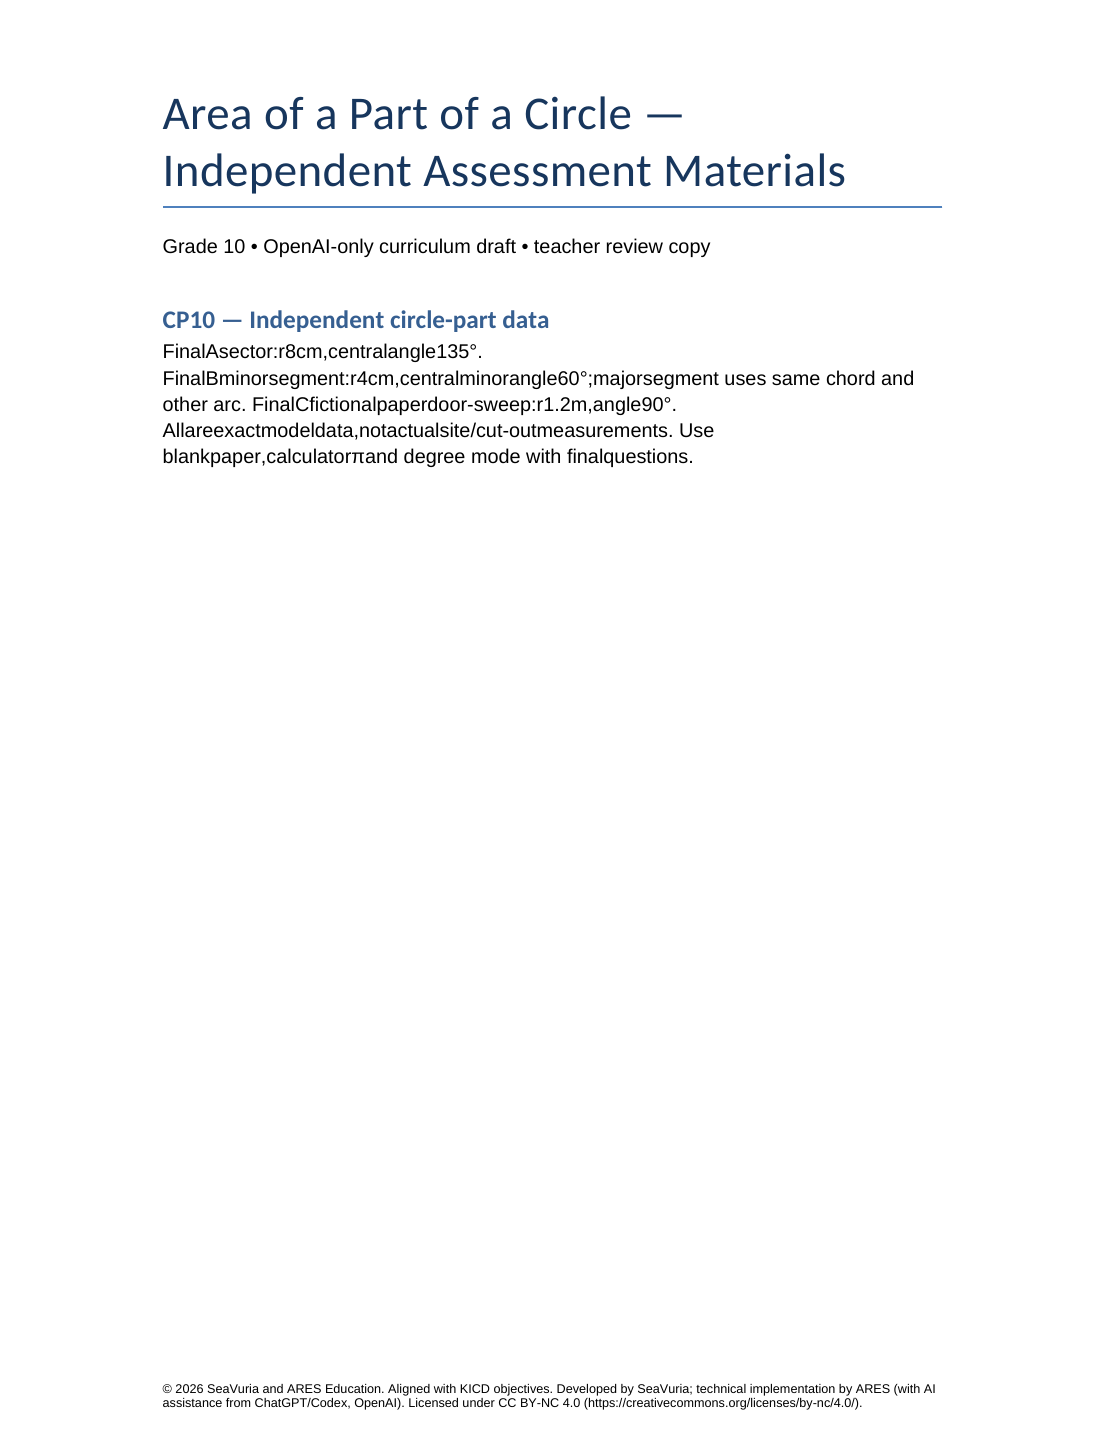 Area of a Part of a Circle —
Independent Assessment Materials
Grade 10 • OpenAI-only curriculum draft • teacher review copy
CP10 — Independent circle-part data
FinalAsector:r8cm,centralangle135°.
FinalBminorsegment:r4cm,centralminorangle60°;majorsegment uses same chord and
other arc. FinalCfictionalpaperdoor-sweep:r1.2m,angle90°.
Allareexactmodeldata,notactualsite/cut-outmeasurements. Use
blankpaper,calculatorπand degree mode with finalquestions.
© 2026 SeaVuria and ARES Education. Aligned with KICD objectives. Developed by SeaVuria; technical implementation by ARES (with AI
assistance from ChatGPT/Codex, OpenAI). Licensed under CC BY-NC 4.0 (https://creativecommons.org/licenses/by-nc/4.0/).